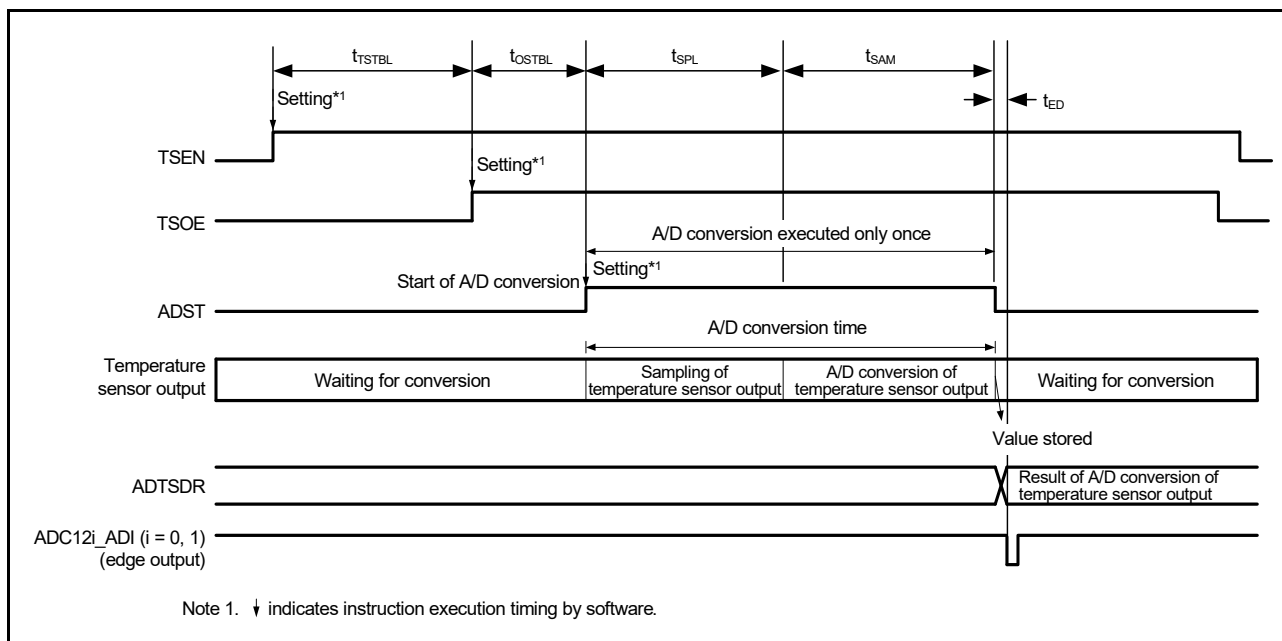 tTSTBL
tOSTBL
tSPL
tSAM
tED
Setting*1
TSEN
Setting*1
TSOE
A/D conversion executed only once
Start of A/D conversion
Setting*1
ADST
A/D conversion time
Temperature
sensor output
Waiting for conversion
Sampling of
temperature sensor output
A/D conversion of
temperature sensor output
Waiting for conversion
Value stored
ADTSDR
Result of A/D conversion of
temperature sensor output
ADC12i_ADI (i = 0, 1)
(edge output)
Note 1. ↓ indicates instruction execution timing by software.